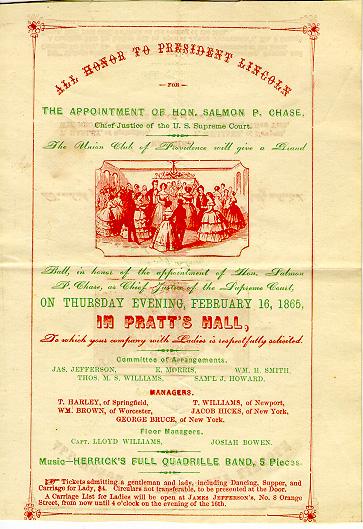 ALL HONOR TO PRESIDENT LINCOLN
—FOR—
THE APPOINTMENT OF HON. SALMON P. CHASE,
Chief Justice of the U. S. Supreme Court.
The Union Club of Providence will give a Grand
Ball, in honor of the appointment of Hon. Salmon
P. Chase, as Chief Justice of the Supreme Court,
ON THURSDAY EVENING, FEBRUARY 16, 1865,
IN PRATT'S HALL,
To which your company with Ladies is respectfully solicited.
Committee of Arrangements.
JAS. JEFFERSON, E. MORRIS, WM. H. SMITH,
THOS. M. S. WILLIAMS, SAM'L J. HOWARD.
MANAGERS.
T. HARLEY, of Springfield, T. WILLIAMS, of Newport,
WM. BROWN, of Worcester, JACOB HICKS, of New York,
GEORGE BRUCE, of New York.
Floor Managers.
CAPT. LLOYD WILLIAMS, JOSIAH BOWEN.
Music—HERRICK'S FULL QUADRILLE BAND, 5 Pieces.
Tickets admitting a gentleman and lady, including Dancing, Supper, and
Carriage for Lady, $4. Circulars not transferable, to be presented at the Door.
A Carriage List for Ladies will be open at JAMES JEFFERSON'S, No. 8 Orange
Street, from now until 4 o'clock on the evening of the 16th.